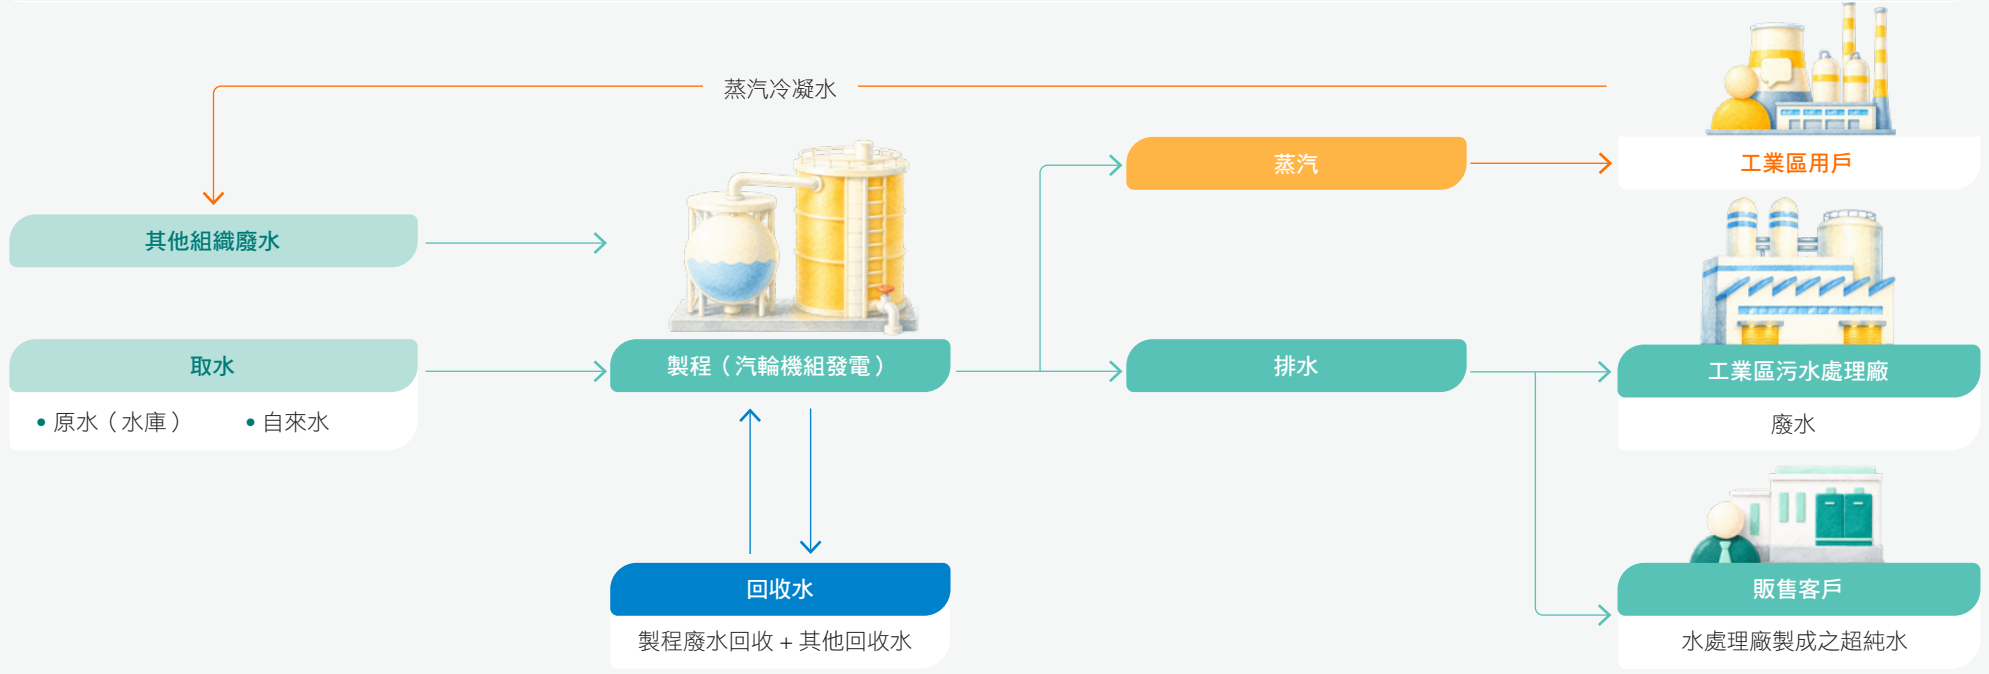 蒸汽冷凝水
蒸汽
工業區用戶
其他組織廢水
取水
• 原水（水庫）
• 自來水
製程（汽輪機組發電）
排水
工業區污水處理廠
廢水
回收水
製程廢水回收 + 其他回收水
販售客戶
水處理廠製成之超純水